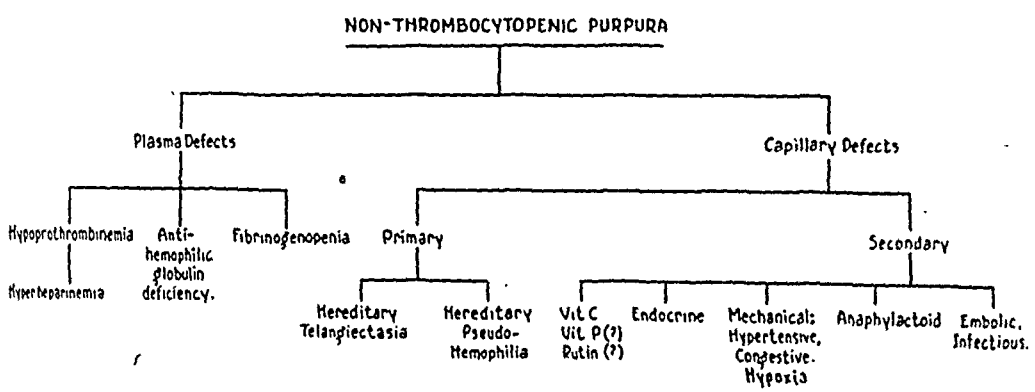 NON-THROMBOCYTOPENIC PURPURA
Plasma Defects
Capillary Defects
Hypoprothrombinemia
Hyperheparinemia
Anti-
hemophilic
globulin
deficiency.
Fibrinogenopenia
Primary
Secondary
Hereditary
Telangiectasia
Hereditary
Pseudo-
Hemophilia
Vit C
Vit P(?)
Rutin (?)
Endocrine
Mechanical:
Hypertensive,
Congestive.
Hypoxia
Anaphylactoid
Embolic,
Infectious.